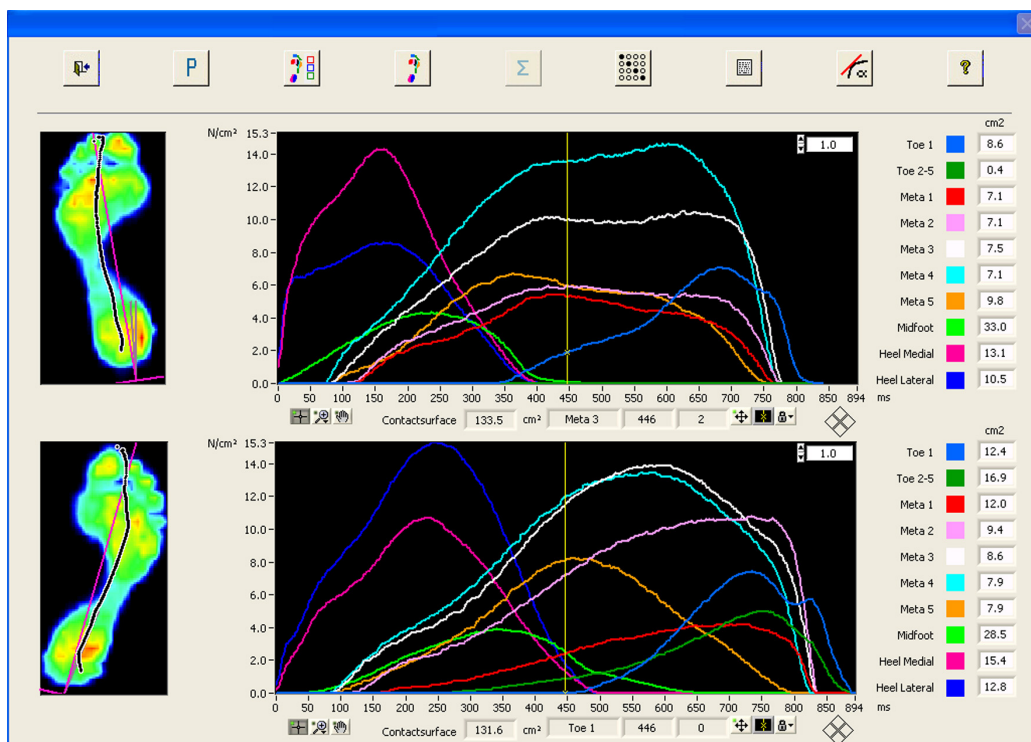 P Σ α ?
N/cm² 15.3
14.0
12.0
10.0
8.0
6.0
4.0
2.0
0.0
0 50 100 150 200 250 300 350 400 450 500 550 600 650 700 750 800 894
ms
1.0
cm2
Toe 1 8.6
Toe 2-5 0.4
Meta 1 7.1
Meta 2 7.1
Meta 3 7.5
Meta 4 7.1
Meta 5 9.8
Midfoot 33.0
Heel Medial 13.1
Heel Lateral 10.5
Contactsurface 133.5 cm² Meta 3 446 2
N/cm² 15.3
14.0
12.0
10.0
8.0
6.0
4.0
2.0
0.0
0 50 100 150 200 250 300 350 400 450 500 550 600 650 700 750 800 850 894
ms
1.0
cm2
Toe 1 12.4
Toe 2-5 16.9
Meta 1 12.0
Meta 2 9.4
Meta 3 8.6
Meta 4 7.9
Meta 5 7.9
Midfoot 28.5
Heel Medial 15.4
Heel Lateral 12.8
Contactsurface 131.6 cm² Toe 1 446 0